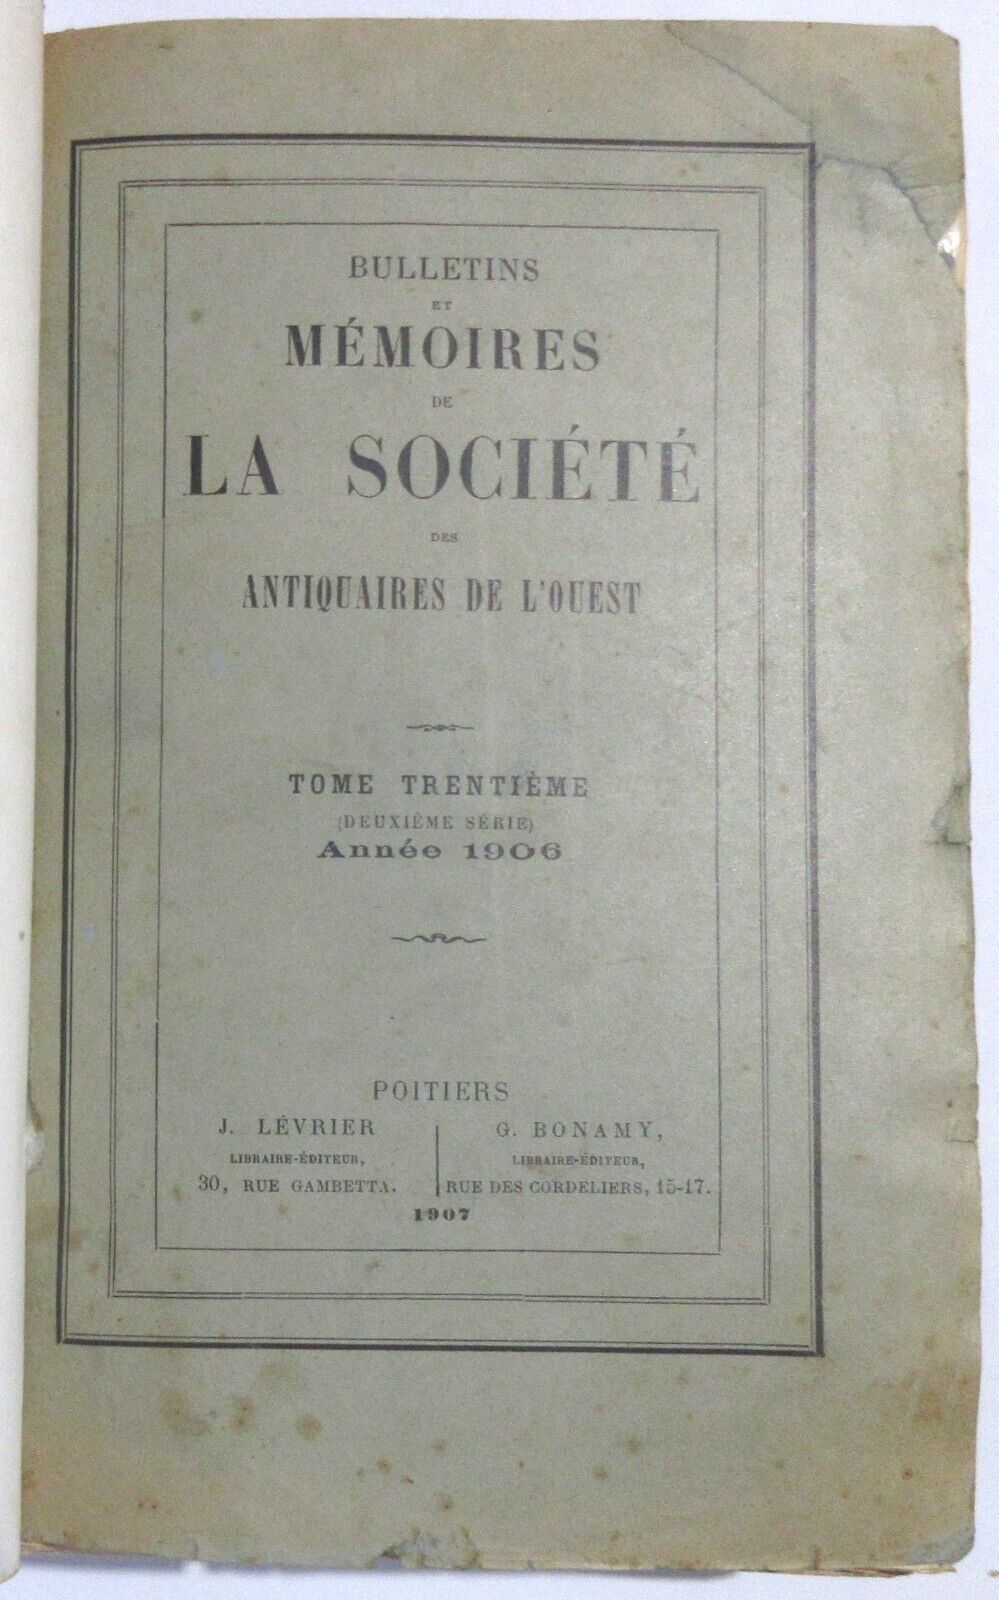 BULLETINS
ET
MÉMOIRES
DE
LA SOCIÉTÉ
DES
ANTIQUAIRES DE L'OUEST
TOME TRENTIÈME
(DEUXIÈME SÉRIE)
Année 1906
POITIERS
J. LÉVRIER
LIBRAIRE-ÉDITEUR,
30, RUE GAMBETTA.
G. BONAMY,
LIBRAIRE-ÉDITEUR,
RUE DES CORDELIERS, 15-17.
1907